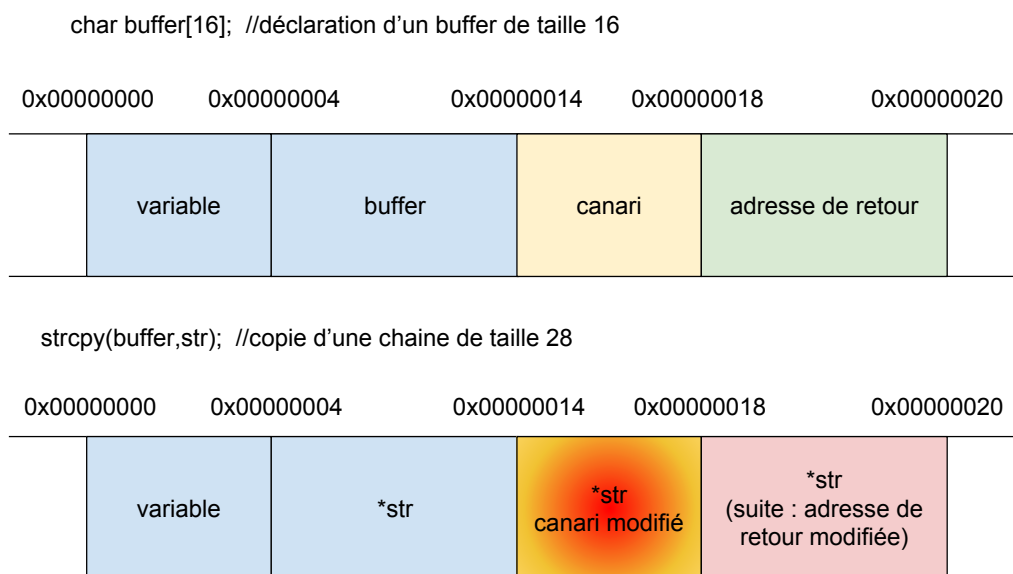 char buffer[16];  //déclaration d’un buffer de taille 16
0x00000000 0x00000004 0x00000014 0x00000018 0x00000020
variable buffer canari adresse de retour
strcpy(buffer,str);  //copie d’une chaine de taille 28
0x00000000 0x00000004 0x00000014 0x00000018 0x00000020
variable
*str
*str
canari modifié
*str
(suite : adresse de
retour modifiée)